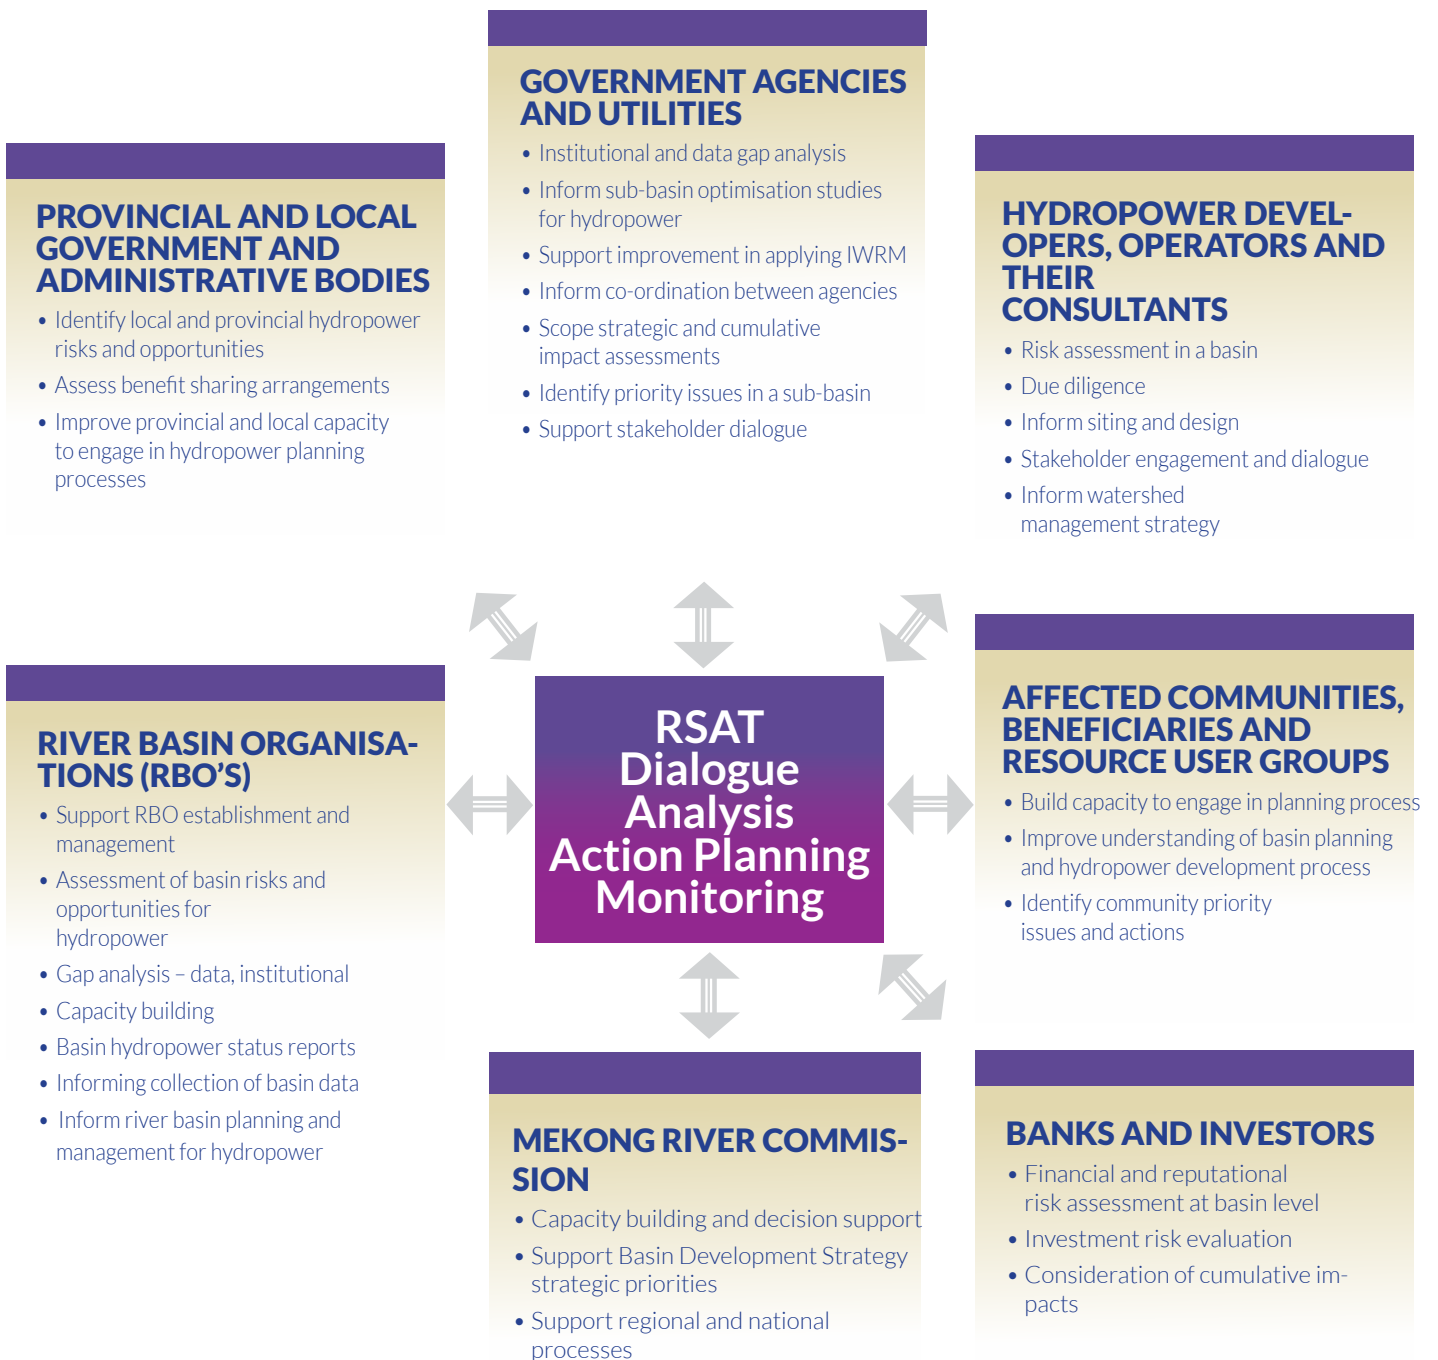 GOVERNMENT AGENCIES
AND UTILITIES
• Institutional and data gap analysis
• Inform sub-basin optimisation studies
for hydropower
• Support improvement in applying IWRM
• Inform co-ordination between agencies
• Scope strategic and cumulative
impact assessments
• Identify priority issues in a sub-basin
• Support stakeholder dialogue
PROVINCIAL AND LOCAL
GOVERNMENT AND
ADMINISTRATIVE BODIES
• Identify local and provincial hydropower
risks and opportunities
• Assess benefit sharing arrangements
• Improve provincial and local capacity
to engage in hydropower planning
processes
HYDROPOWER DEVEL-
OPERS, OPERATORS AND
THEIR
CONSULTANTS
• Risk assessment in a basin
• Due diligence
• Inform siting and design
• Stakeholder engagement and dialogue
• Inform watershed
management strategy
RIVER BASIN ORGANISA-
TIONS (RBO'S)
• Support RBO establishment and
management
• Assessment of basin risks and
opportunities for
hydropower
• Gap analysis – data, institutional
• Capacity building
• Basin hydropower status reports
• Informing collection of basin data
• Inform river basin planning and
management for hydropower
RSAT
Dialogue
Analysis
Action Planning
Monitoring
AFFECTED COMMUNITIES,
BENEFICIARIES AND
RESOURCE USER GROUPS
• Build capacity to engage in planning process
• Improve understanding of basin planning
and hydropower development process
• Identify community priority
issues and actions
MEKONG RIVER COMMIS-
SION
• Capacity building and decision support
• Support Basin Development Strategy
strategic priorities
• Support regional and national
processes
BANKS AND INVESTORS
• Financial and reputational
risk assessment at basin level
• Investment risk evaluation
• Consideration of cumulative im-
pacts